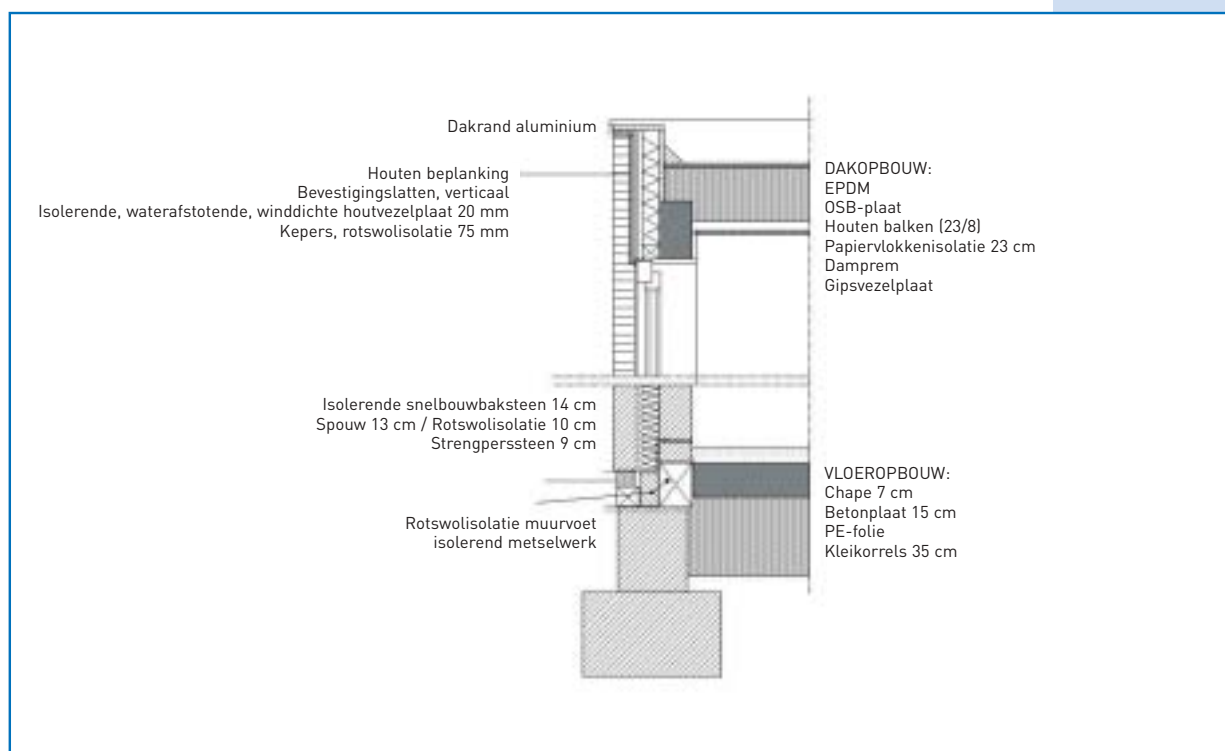 Dakrand aluminium
Houten beplanking
Bevestigingslatten, verticaal
Isolerende, waterafstotende, winddichte houtvezelplaat 20 mm
Kepers, rotswolisolatie 75 mm
DAKOPBOUW:
EPDM
OSB-plaat
Houten balken (23/8)
Papiervlokkenisolatie 23 cm
Damprem
Gipsvezelplaat
Isolerende snelbouwbaksteen 14 cm
Spouw 13 cm / Rotswolisolatie 10 cm
Strengperssteen 9 cm
Rotswolisolatie muurvoet
isolerend metselwerk
VLOEROPBOUW:
Chape 7 cm
Betonplaat 15 cm
PE-folie
Kleikorrels 35 cm